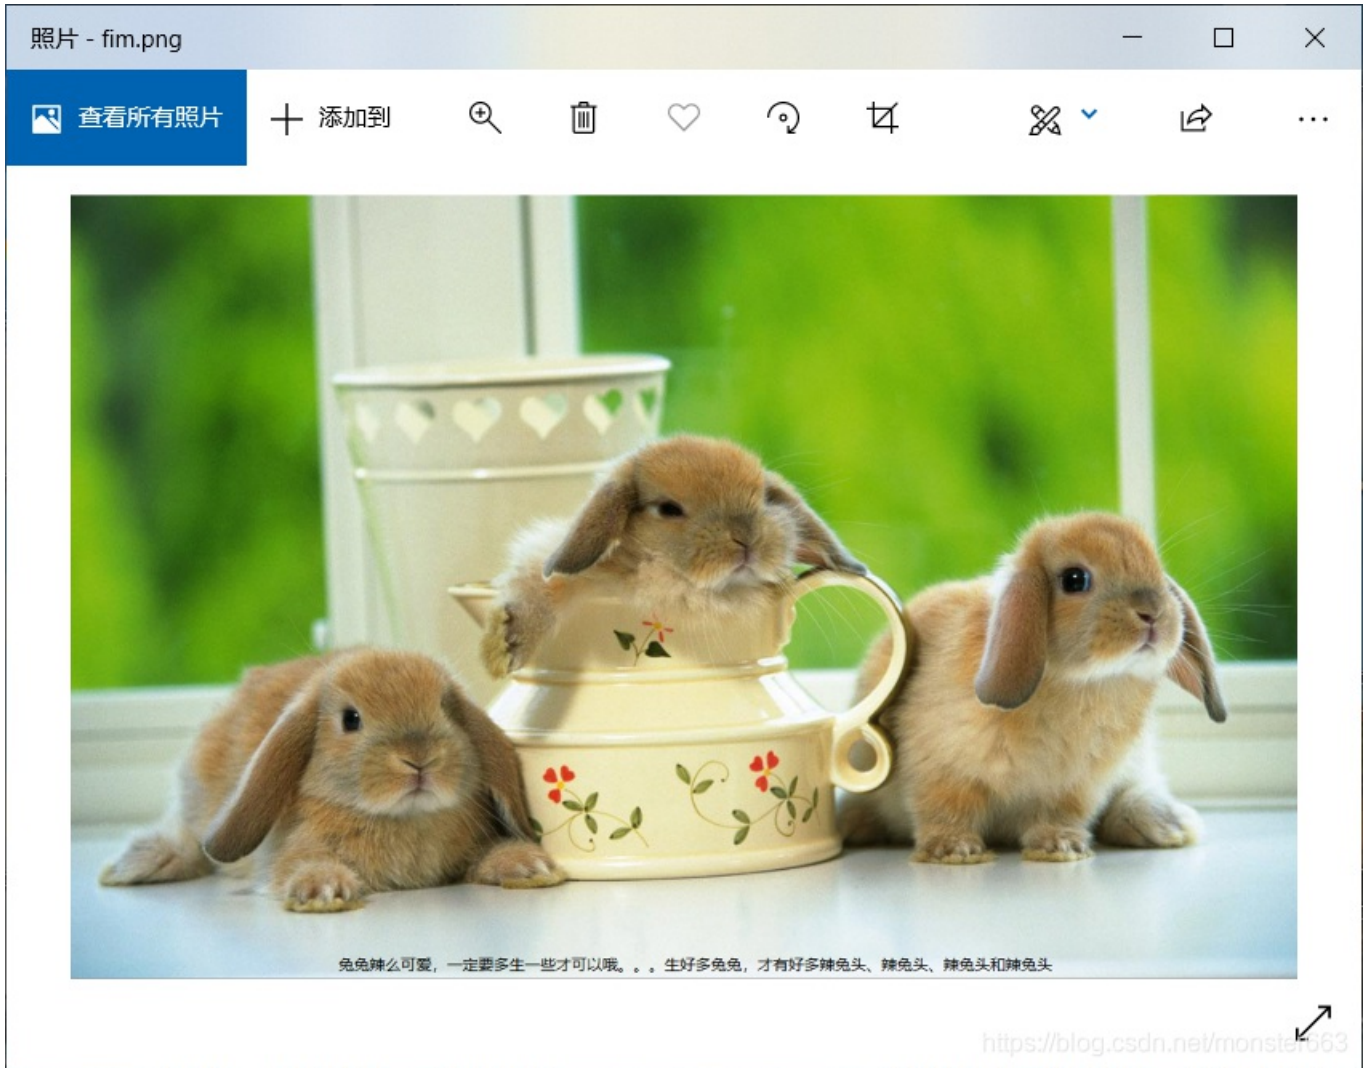 照片 - fim.png
查看所有照片
添加到
兔兔辣么可爱，一定要多生一些才可以哦。。。生好多兔兔，才有好多辣兔头、辣兔头、辣兔头和辣兔头
https://blog.csdn.net/monster663